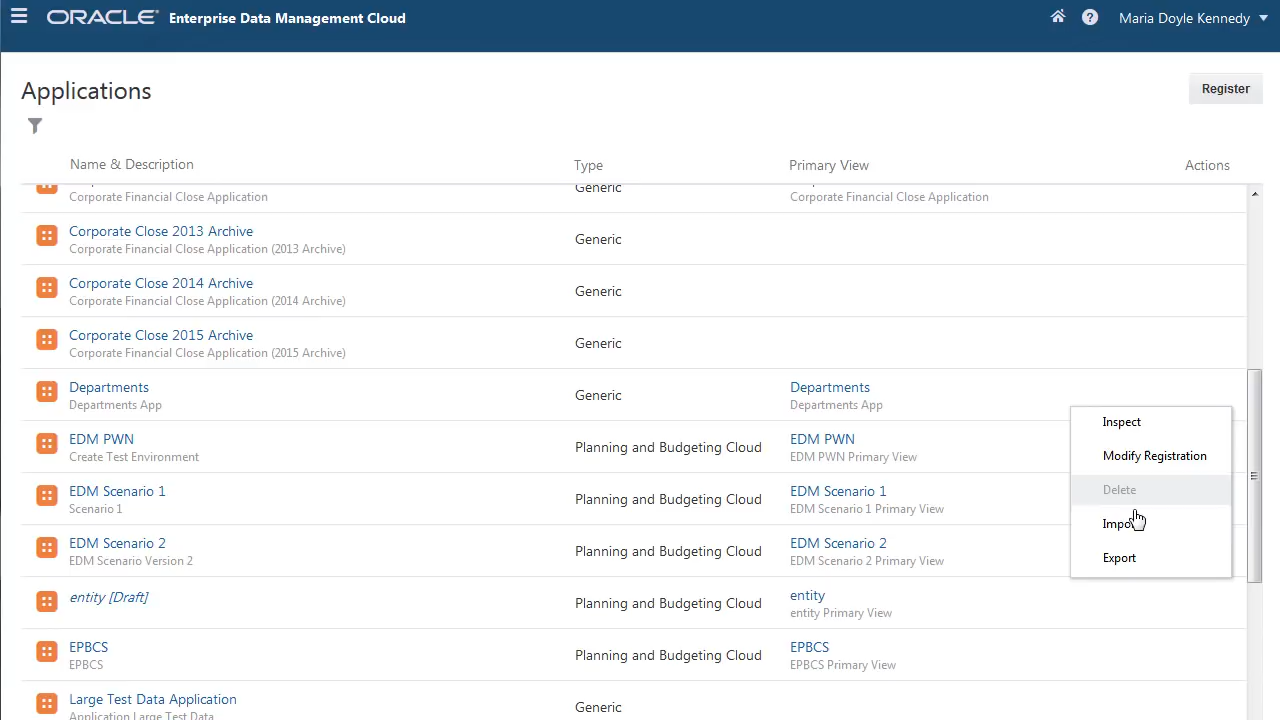 ORACLE® Enterprise Data Management Cloud
Maria Doyle Kennedy
Applications
Register
Name & Description Type Primary View Actions
Generic
Corporate Financial Close Application Corporate Financial Close Application
Corporate Close 2013 Archive Generic
Corporate Financial Close Application (2013 Archive)
Corporate Close 2014 Archive Generic
Corporate Financial Close Application (2014 Archive)
Corporate Close 2015 Archive Generic
Corporate Financial Close Application (2015 Archive)
Departments Generic Departments
Departments App Departments App
EDM PWN Planning and Budgeting Cloud EDM PWN
Create Test Environment EDM PWN Primary View
EDM Scenario 1 Planning and Budgeting Cloud EDM Scenario 1
Scenario 1 EDM Scenario 1 Primary View
EDM Scenario 2 Planning and Budgeting Cloud EDM Scenario 2
EDM Scenario Version 2 EDM Scenario 2 Primary View
entity [Draft] Planning and Budgeting Cloud entity
entity Primary View
EPBCS Planning and Budgeting Cloud EPBCS
EPBCS EPBCS Primary View
Large Test Data Application Generic
Application Large Test Data
Inspect
Modify Registration
Delete
Import
Export